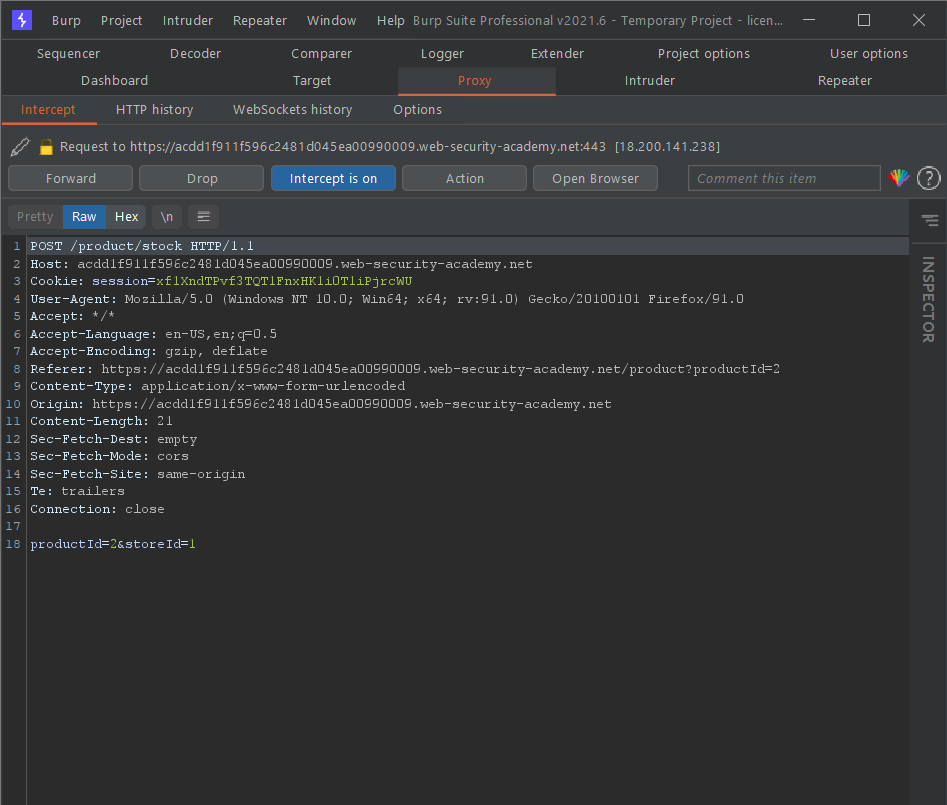 Burp Project Intruder Repeater Window Help Burp Suite Professional v2021.6 - Temporary Project - licen...
Sequencer Decoder Comparer Logger Extender Project options User options
Dashboard Target Proxy Intruder Repeater
Intercept HTTP history WebSockets history Options
Request to https://acdd1f911f596c2481d045ea00990009.web-security-academy.net:443 [18.200.141.238]
Forward Drop Intercept is on Action Open Browser Comment this item ?
Pretty Raw Hex \n
INSPECTOR
1 POST /product/stock HTTP/1.1
2 Host: acdd1f911f596c2481d045ea00990009.web-security-academy.net
3 Cookie: session=xf1XndTPvf3TQT1FnxHK1i0T1iPjrcWU
4 User-Agent: Mozilla/5.0 (Windows NT 10.0; Win64; x64; rv:91.0) Gecko/20100101 Firefox/91.0
5 Accept: */*
6 Accept-Language: en-US,en;q=0.5
7 Accept-Encoding: gzip, deflate
8 Referer: https://acdd1f911f596c2481d045ea00990009.web-security-academy.net/product?productId=2
9 Content-Type: application/x-www-form-urlencoded
10 Origin: https://acdd1f911f596c2481d045ea00990009.web-security-academy.net
11 Content-Length: 21
12 Sec-Fetch-Dest: empty
13 Sec-Fetch-Mode: cors
14 Sec-Fetch-Site: same-origin
15 Te: trailers
16 Connection: close
17
18 productId=2&storeId=1